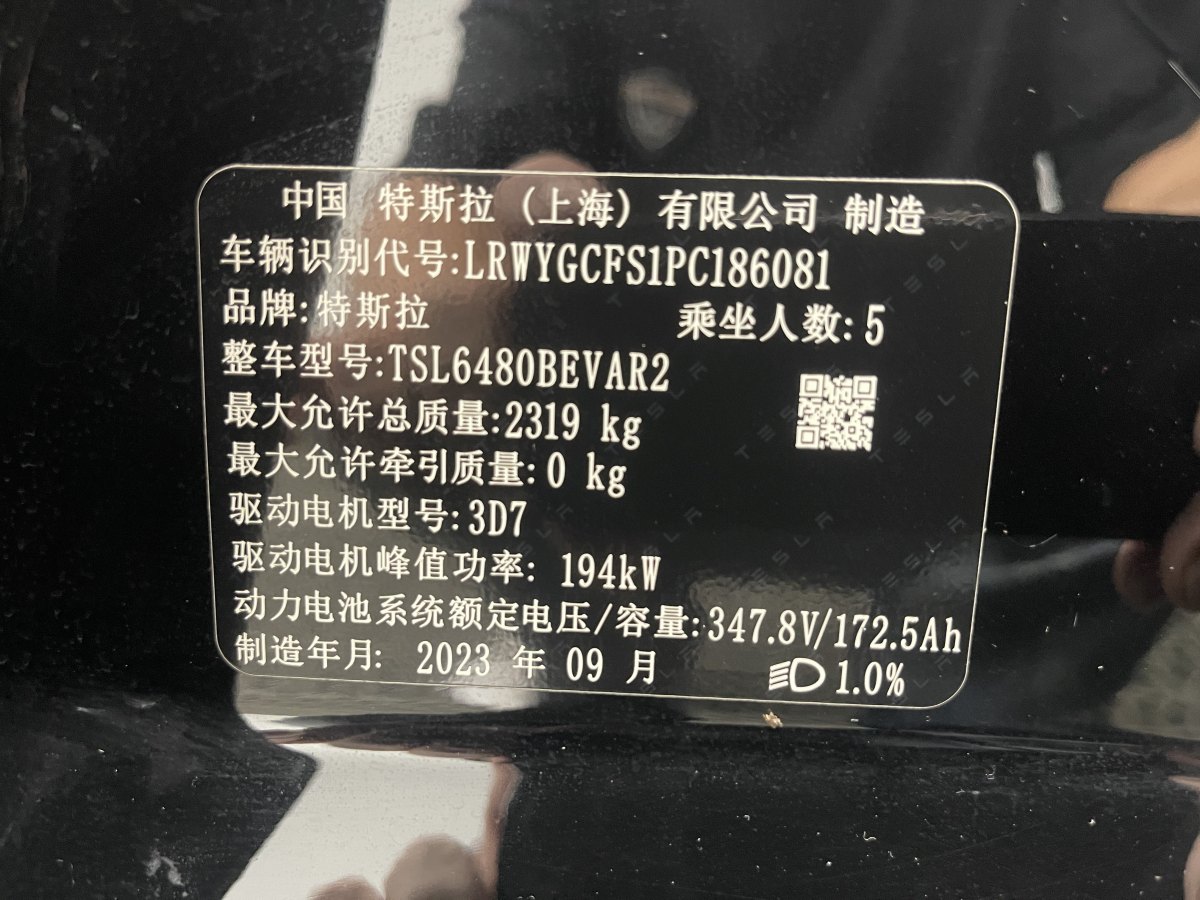 中国 特斯拉 (上海) 有限公司 制造
车辆识别代号:LRWYGCFS1PC186081
品牌:特斯拉 乘坐人数:5
整车型号:TSL6480BEVAR2
最大允许总质量:2319 kg
最大允许牵引质量:0 kg
驱动电机型号:3D7
驱动电机峰值功率: 194kW
动力电池系统额定电压/容量:347.8V/172.5Ah
制造年月: 2023 年 09 月 1.0%
TESLA